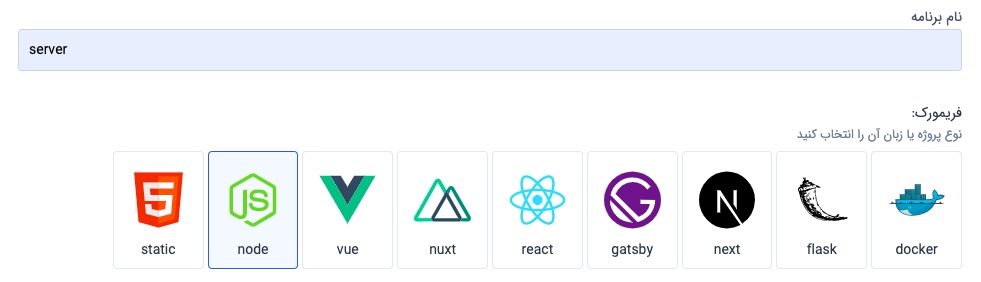 نام برنامه
server
فریمورک:
نوع پروژه یا زبان آن را انتخاب کنید
static node vue nuxt react gatsby next flask docker